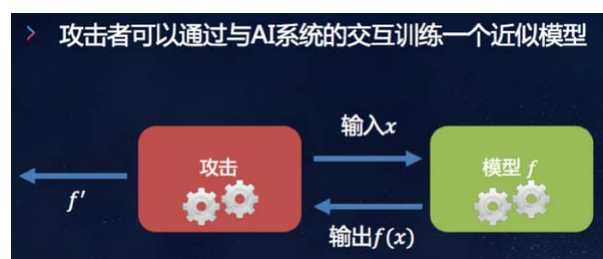 > 攻击者可以通过与AI系统的交互训练一个近似模型
输入x
攻击
模型 f
f'
输出f(x)